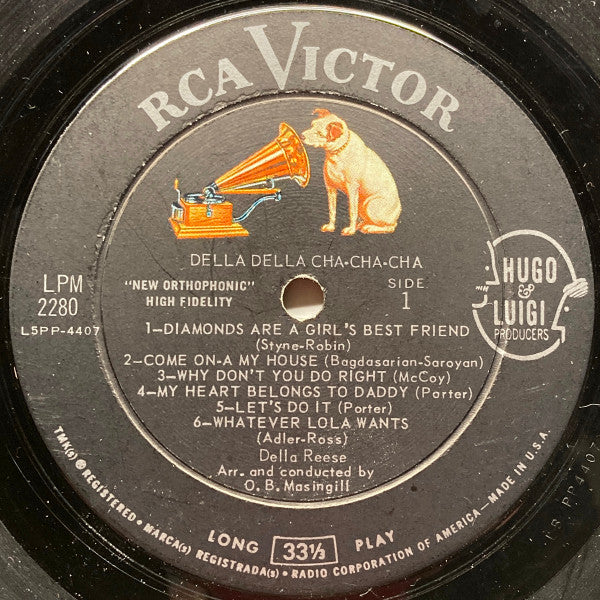 RCA VICTOR
DELLA DELLA CHA-CHA-CHA
LPM
2280
L5PP-4407
"NEW ORTHOPHONIC"
HIGH FIDELITY
SIDE
1
HUGO
&
LUIGI
PRODUCERS
1-DIAMONDS ARE A GIRL'S BEST FRIEND
(Styne-Robin)
2-COME ON-A MY HOUSE (Bagdasarian-Saroyan)
3-WHY DON'T YOU DO RIGHT (McCoy)
4-MY HEART BELONGS TO DADDY (Porter)
5-LET'S DO IT (Porter)
6-WHATEVER LOLA WANTS
(Adler-Ross)
Della Reese
Arr. and conducted by
O. B. Masingill
LONG 33⅓ PLAY
TMK(s) ® REGISTERED • MARCA(s) REGISTRADA(s) • RADIO CORPORATION OF AMERICA—MADE IN U.S.A.